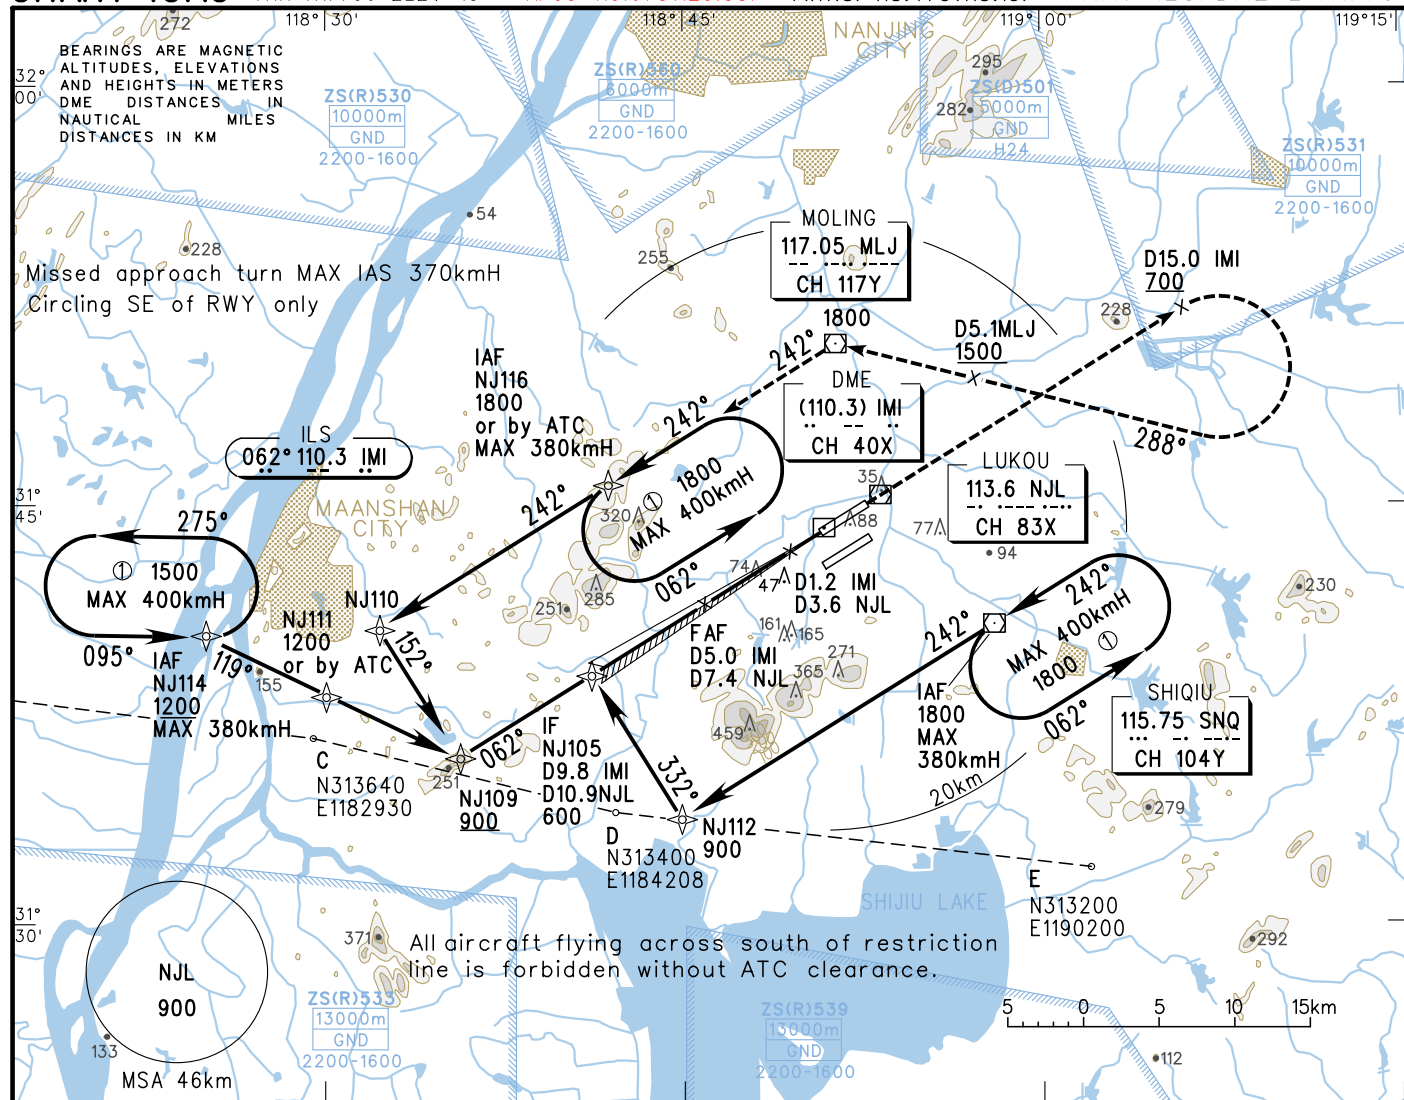 118° 30'
118° 45'
119° 00'
119° 15'
BEARINGS ARE MAGNETIC
ALTITUDES, ELEVATIONS
AND HEIGHTS IN METERS
DME DISTANCES IN
NAUTICAL MILES
DISTANCES IN KM
272
32°
00'
ZS(R)530
10000m
GND
2200-1600
ZS(R)560
6000m
GND
2200-1600
NANJING
CITY
295
282
ZS(D)501
5000m
GND
H24
ZS(R)531
10000m
GND
2200-1600
54
228
255
Missed approach turn MAX IAS 370kmH
Circling SE of RWY only
MOLING
117.05 MLJ
CH 117Y
1800
D15.0 IMI
700
228
D5.1MLJ
1500
242°
288°
IAF
NJ116
1800
or by ATC
MAX 380kmH
DME
(110.3) IMI
CH 40X
ILS
062° 110.3 IMI
LUKOU
113.6 NJL
CH 83X
242°
1 1800
MAX 400kmH
062°
242°
320
285
251
35
88
77
94
74
47
31°
45'
MAANSHAN
CITY
275°
1 1500
MAX 400kmH
095°
IAF
NJ114
1200
MAX 380kmH
119°
155
NJ111
1200
or by ATC
NJ110
152°
D1.2 IMI
D3.6 NJL
FAF
D5.0 IMI
D7.4 NJL
161
165
365
271
459
230
242°
242°
MAX 400kmH
1800 1
062°
IAF
1800
MAX
380kmH
SHIQIU
115.75 SNQ
CH 104Y
20km
279
C
N313640
E1182930
251
062°
NJ109
900
IF
NJ105
D9.8 IMI
D10.9NJL
600
332°
D
N313400
E1184208
NJ112
900
E
N313200
E1190200
SHIJIU LAKE
31°
30'
371
292
All aircraft flying across south of restriction
line is forbidden without ATC clearance.
NJL
900
133
MSA 46km
ZS(R)533
13000m
GND
2200-1600
ZS(R)539
13000m
GND
2200-1600
5 0 5 10 15km
112